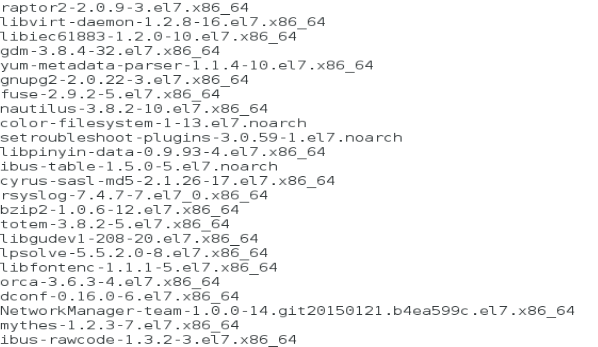 raptor2-2.0.9-3.el7.x86_64
libvirt-daemon-1.2.8-16.el7.x86_64
libiec61883-1.2.0-10.el7.x86_64
gdm-3.8.4-32.el7.x86_64
yum-metadata-parser-1.1.4-10.el7.x86_64
gnupg2-2.0.22-3.el7.x86_64
fuse-2.9.2-5.el7.x86_64
nautilus-3.8.2-10.el7.x86_64
color-filesystem-1-13.el7.noarch
setroubleshoot-plugins-3.0.59-1.el7.noarch
libpinyin-data-0.9.93-4.el7.x86_64
ibus-table-1.5.0-5.el7.noarch
cyrus-sasl-md5-2.1.26-17.el7.x86_64
rsyslog-7.4.7-7.el7_0.x86_64
bzip2-1.0.6-12.el7.x86_64
totem-3.8.2-5.el7.x86_64
libgudev1-208-20.el7.x86_64
lpsolve-5.5.2.0-8.el7.x86_64
libfontenc-1.1.1-5.el7.x86_64
orca-3.6.3-4.el7.x86_64
dconf-0.16.0-6.el7.x86_64
NetworkManager-team-1.0.0-14.git20150121.b4ea599c.el7.x86_64
mythes-1.2.3-7.el7.x86_64
ibus-rawcode-1.3.2-3.el7.x86_64